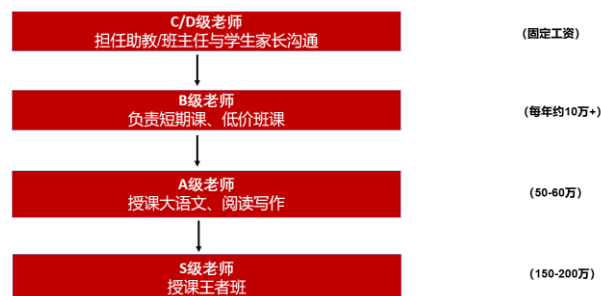 C/D级老师
担任助教/班主任与学生家长沟通
(固定工资)
B级老师
负责短期课、低价班课
(每年约10万+)
A级老师
授课大语文、阅读写作
(50-60万)
S级老师
授课王者班
(150-200万)